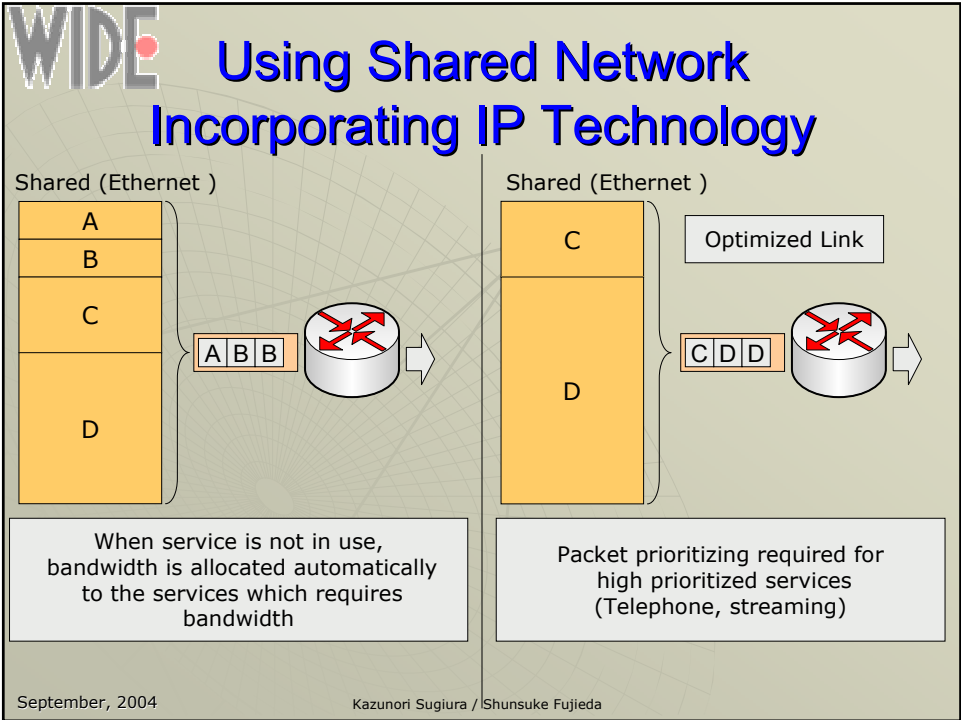 WIDE
Using Shared Network
Incorporating IP Technology
Shared (Ethernet )
A
B
C
D
A B B
When service is not in use,
bandwidth is allocated automatically
to the services which requires
bandwidth
Shared (Ethernet )
C
D
Optimized Link
C D D
Packet prioritizing required for
high prioritized services
(Telephone, streaming)
September, 2004
Kazunori Sugiura / Shunsuke Fujieda